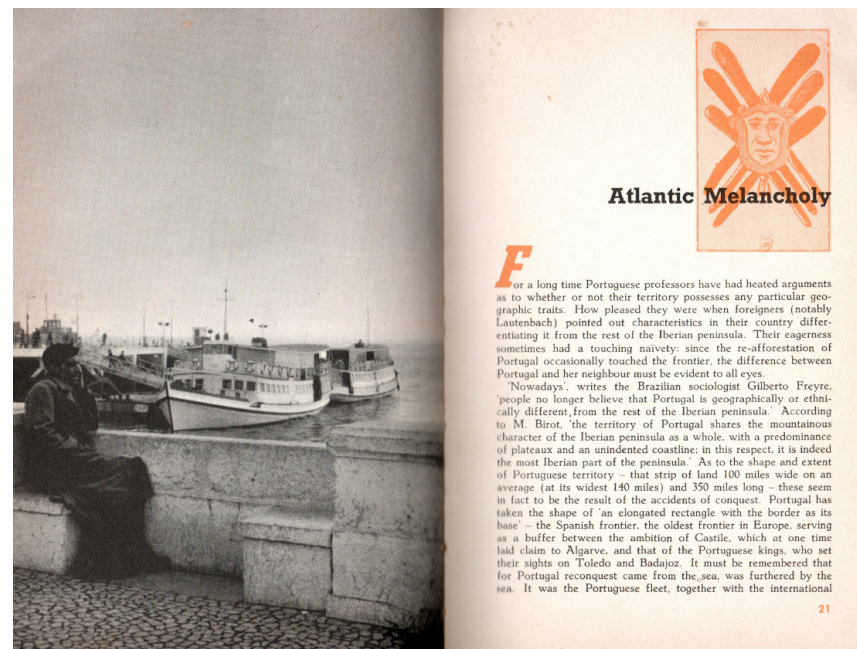 Atlantic Melancholy
For a long time Portuguese professors have had heated arguments
as to whether or not their territory possesses any particular geo-
graphic traits. How pleased they were when foreigners (notably
Lautenbach) pointed out characteristics in their country differ-
entiating it from the rest of the Iberian peninsula. Their eagerness
sometimes had a touching naïvety: since the re-afforestation of
Portugal occasionally touched the frontier, the difference between
Portugal and her neighbour must be evident to all eyes.
'Nowadays', writes the Brazilian sociologist Gilberto Freyre,
'people no longer believe that Portugal is geographically or ethni-
cally different from the rest of the Iberian peninsula.' According
to M. Birot, 'the territory of Portugal shares the mountainous
character of the Iberian peninsula as a whole, with a predominance
of plateaux and an unindented coastline; in this respect, it is indeed
the most Iberian part of the peninsula.' As to the shape and extent
of Portuguese territory – that strip of land 100 miles wide on an
average (at its widest 140 miles) and 350 miles long – these seem
in fact to be the result of the accidents of conquest. Portugal has
taken the shape of 'an elongated rectangle with the border as its
base' – the Spanish frontier, the oldest frontier in Europe, serving
as a buffer between the ambition of Castile, which at one time
laid claim to Algarve, and that of the Portuguese kings, who set
their sights on Toledo and Badajoz. It must be remembered that
for Portugal reconquest came from the sea, was furthered by the
sea. It was the Portuguese fleet, together with the international
21